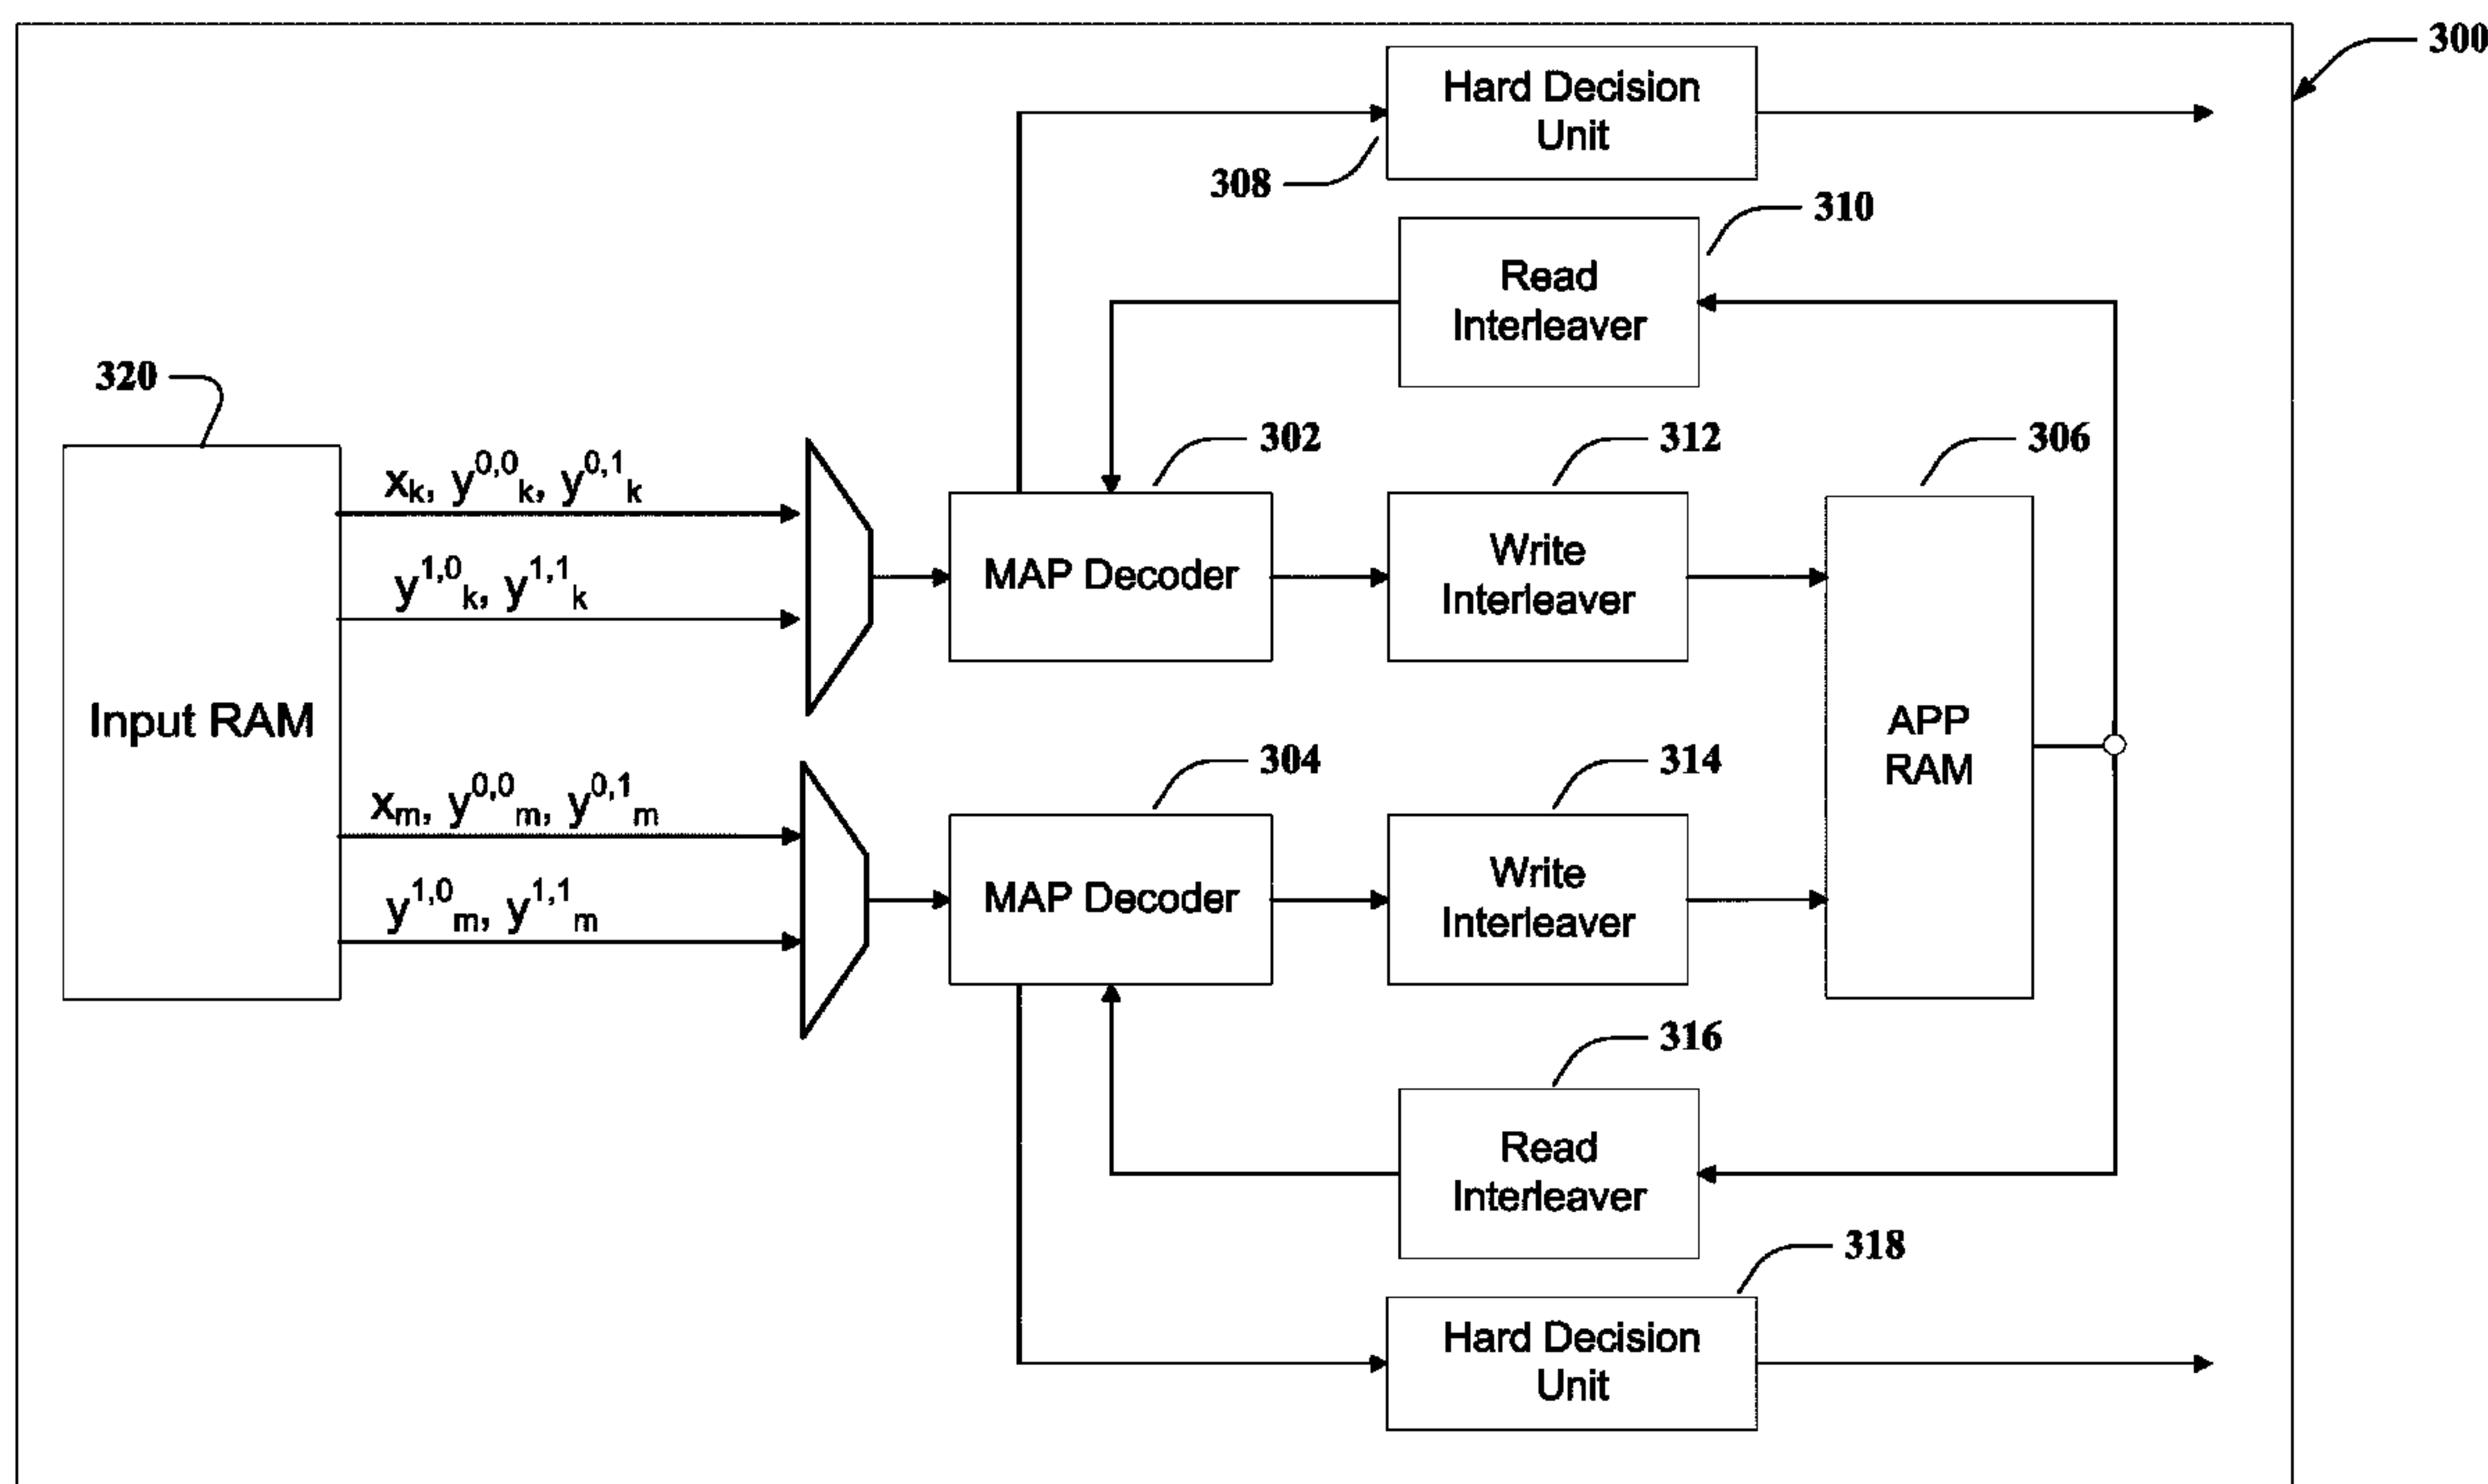 300
Hard Decision
Unit
308
310
Read
Interleaver
320
302
312
306
xk, y0,0k, y0,1k
y1,0k, y1,1k
MAP Decoder
Write
Interleaver
Input RAM
APP
RAM
304
314
xm, y0,0m, y0,1m
y1,0m, y1,1m
MAP Decoder
Write
Interleaver
316
Read
Interleaver
318
Hard Decision
Unit